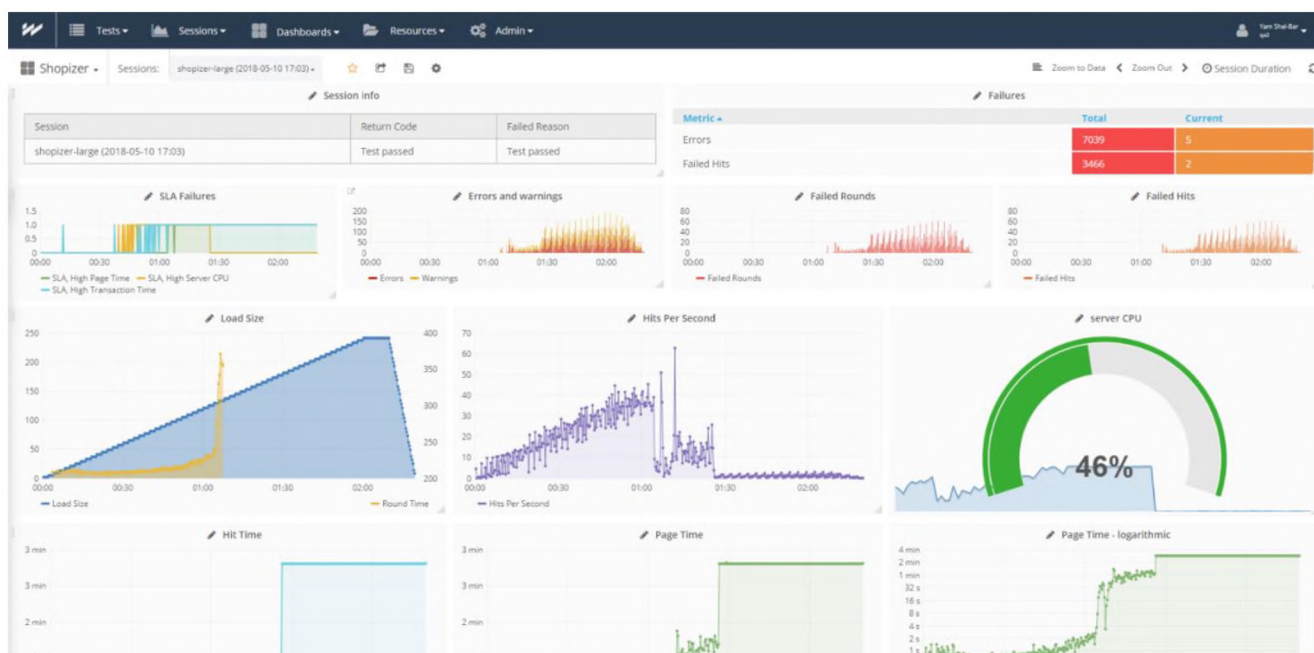 Tests Sessions Dashboards Resources Admin Yam Shal-Bar
Shopizer Sessions: shopizer-large (2018-05-10 17:03) Zoom to Data Zoom Out Session Duration
Session info
Session Return Code Failed Reason
shopizer-large (2018-05-10 17:03) Test passed Test passed
Failures
Metric Total Current
Errors 7039 5
Failed Hits 3466 2
SLA Failures
1.5
1.0
0.5
0
00:00 00:30 01:00 01:30 02:00
SLA, High Page Time SLA, High Server CPU
SLA, High Transaction Time
Errors and warnings
200
150
100
50
0
00:00 00:30 01:00 01:30 02:00
Errors Warnings
Failed Rounds
80
60
40
20
0
00:00 00:30 01:00 01:30 02:00
Failed Rounds
Failed Hits
80
60
40
20
0
00:00 00:30 01:00 01:30 02:00
Failed Hits
Load Size
250 400
200 350
150 300
100 250
50
0 200
00:00 00:30 01:00 01:30 02:00
Load Size Round Time
Hits Per Second
70
60
50
40
30
20
10
0
00:00 00:30 01:00 01:30 02:00
Hits Per Second
server CPU
46%
Hit Time
3 min
3 min
2 min
Page Time
3 min
3 min
2 min
Page Time - logarithmic
4 min
2 min
1 min
32 s
16 s
8 s
4 s
2 s
1 s